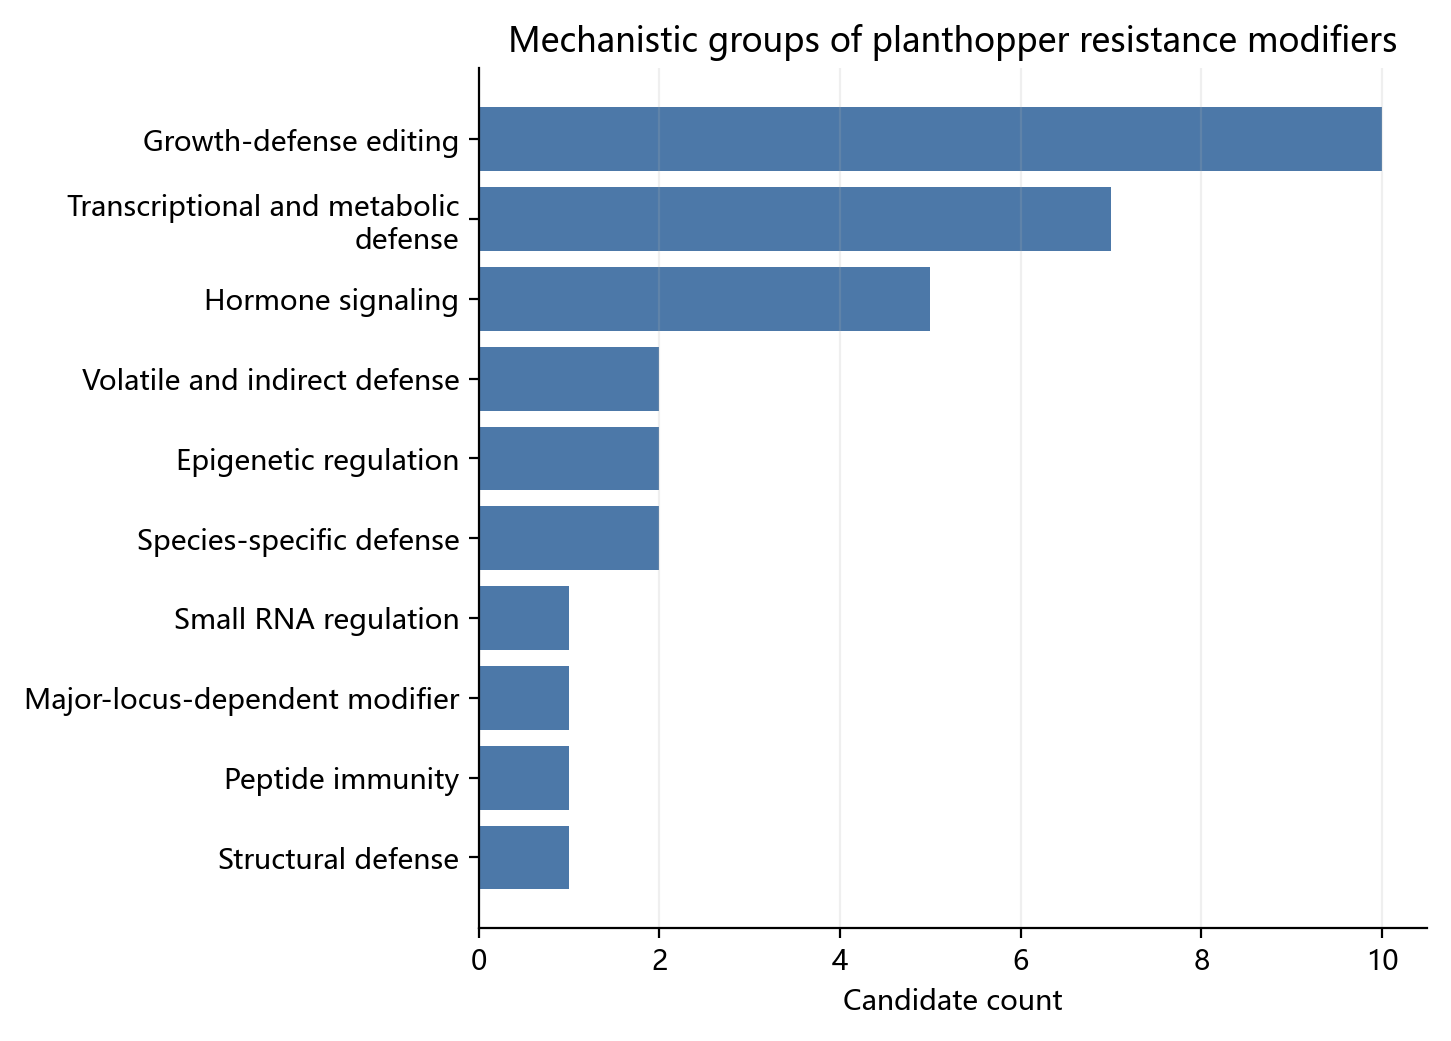 Mechanistic groups of planthopper resistance modifiers
Growth-defense editing
Transcriptional and metabolic
defense
Hormone signaling
Volatile and indirect defense
Epigenetic regulation
Species-specific defense
Small RNA regulation
Major-locus-dependent modifier
Peptide immunity
Structural defense
0 2 4 6 8 10
Candidate count